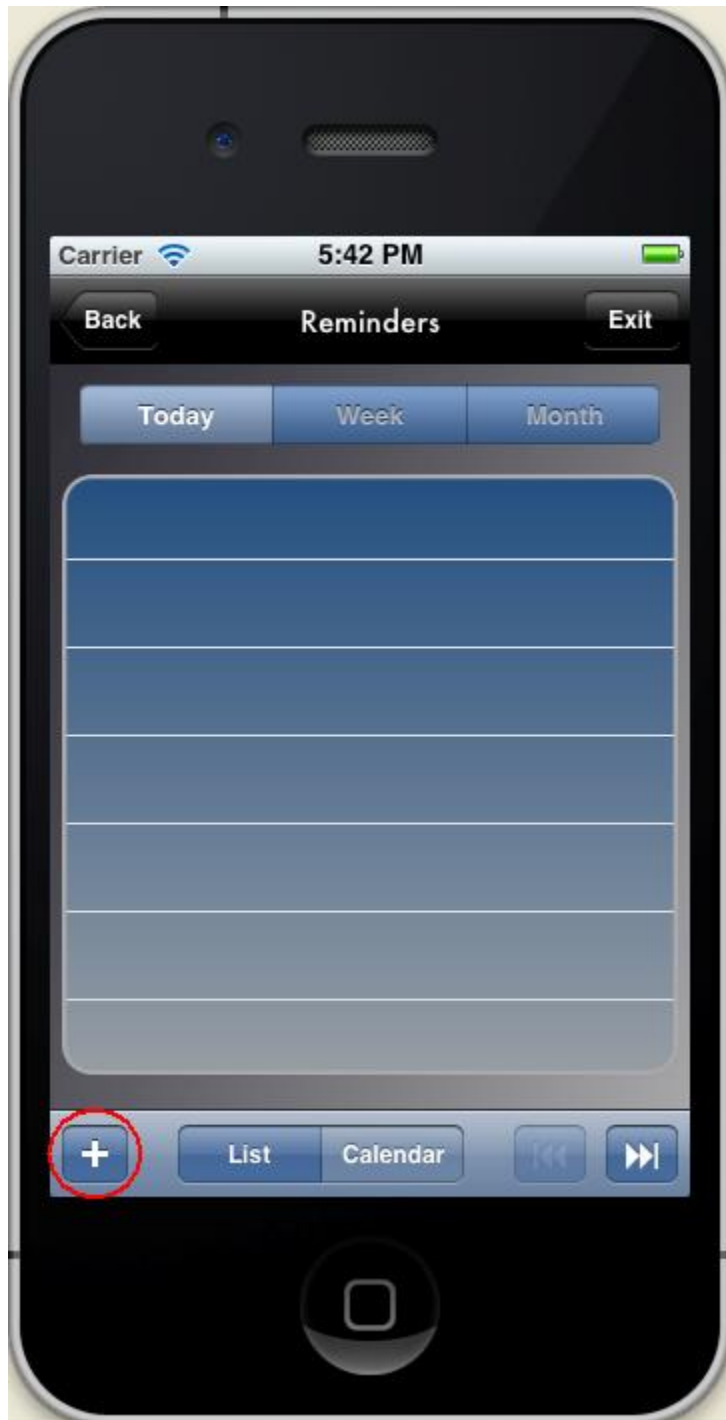 Carrier 5:42 PM
Back Reminders Exit
Today Week Month
+ List Calendar